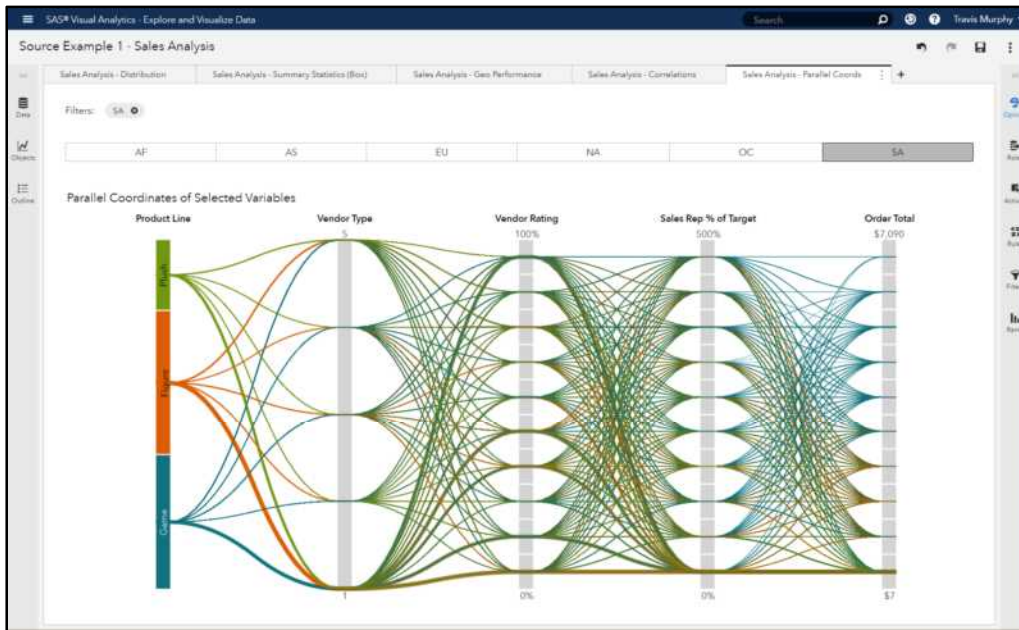 SAS® Visual Analytics - Explore and Visualize Data
Search
Travis Murphy
Source Example 1 - Sales Analysis
Sales Analysis - Distribution
Sales Analysis - Summary Statistics (Box)
Sales Analysis - Geo Performance
Sales Analysis - Correlations
Sales Analysis - Parallel Coords
Data
Objects
Outline
Filters:
SA
AF
AS
EU
NA
OC
SA
Parallel Coordinates of Selected Variables
Product Line
Vendor Type
Vendor Rating
Sales Rep % of Target
Order Total
5
100%
500%
$7,090
Plush
Figure
Game
1
0%
0%
$7